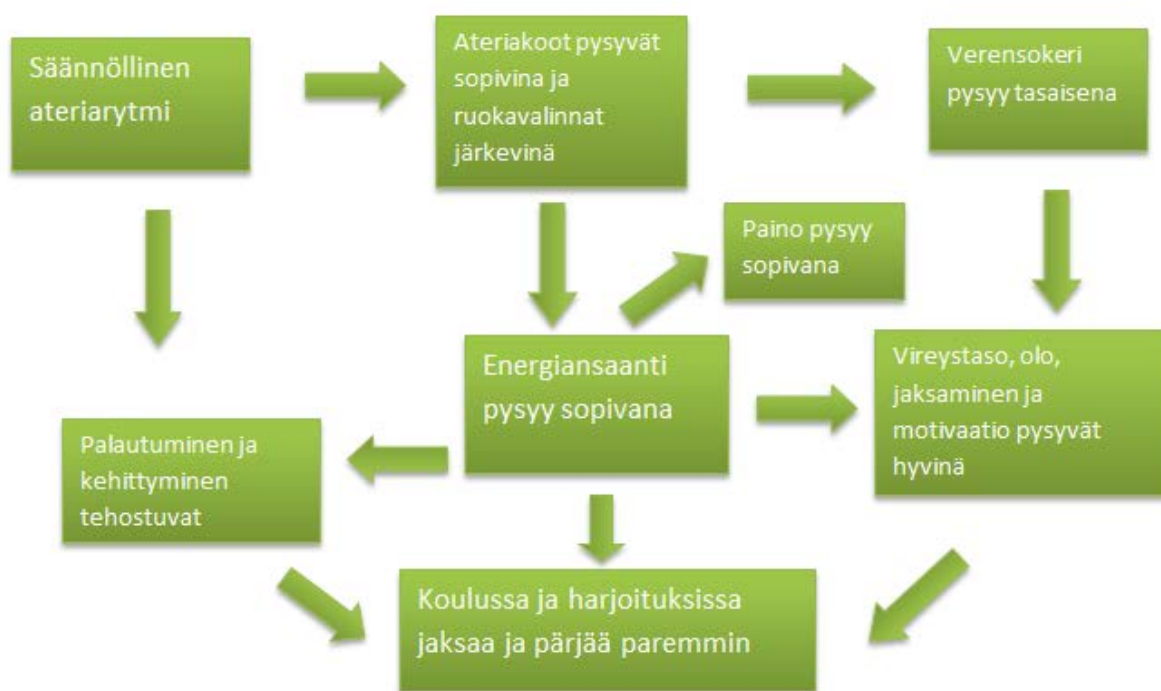 Säännöllinen
ateriarytmi
Ateriakoot pysyvät
sopivina ja
ruokavalinnat
järkevinä
Verensokeri
pysyy tasaisena
Paino pysyy
sopivana
Energiansaanti
pysyy sopivana
Vireystaso, olo,
jaksaminen ja
motivaatio pysyvät
hyvinä
Palautuminen ja
kehittyminen
tehostuvat
Koulussa ja harjoituksissa
jaksaa ja pärjää paremmin